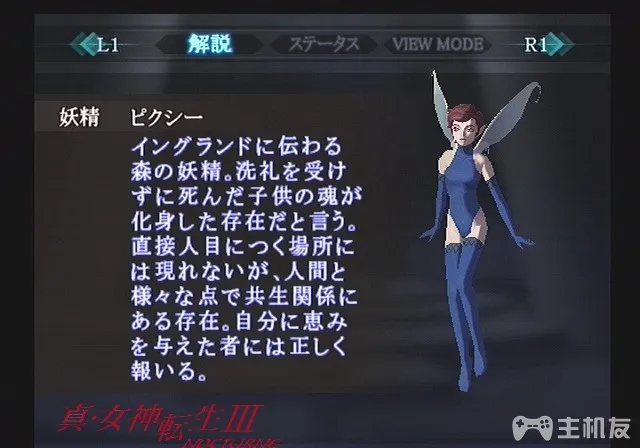 L1 解説 ステータス VIEW MODE R1
妖精 ピクシー
イングランドに伝わる
森の妖精。洗礼を受け
ずに死んだ子供の魂が
化身した存在だと言う。
直接人目につく場所に
は現れないが、人間と
様々な点で共生関係に
ある存在。自分に恵み
を与えた者には正しく
報いる。
真・女神転生III
NOCTURNE
主机友